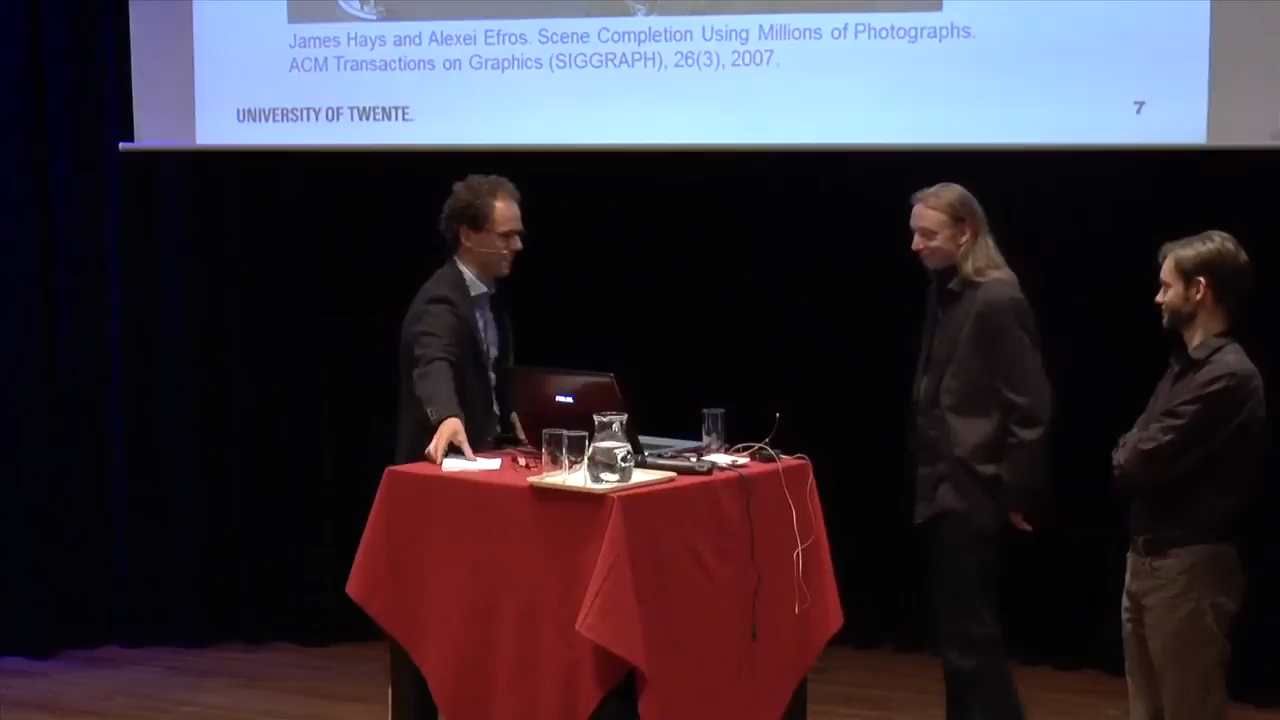 James Hays and Alexei Efros. Scene Completion Using Millions of Photographs.
ACM Transactions on Graphics (SIGGRAPH), 26(3), 2007.
UNIVERSITY OF TWENTE.
7